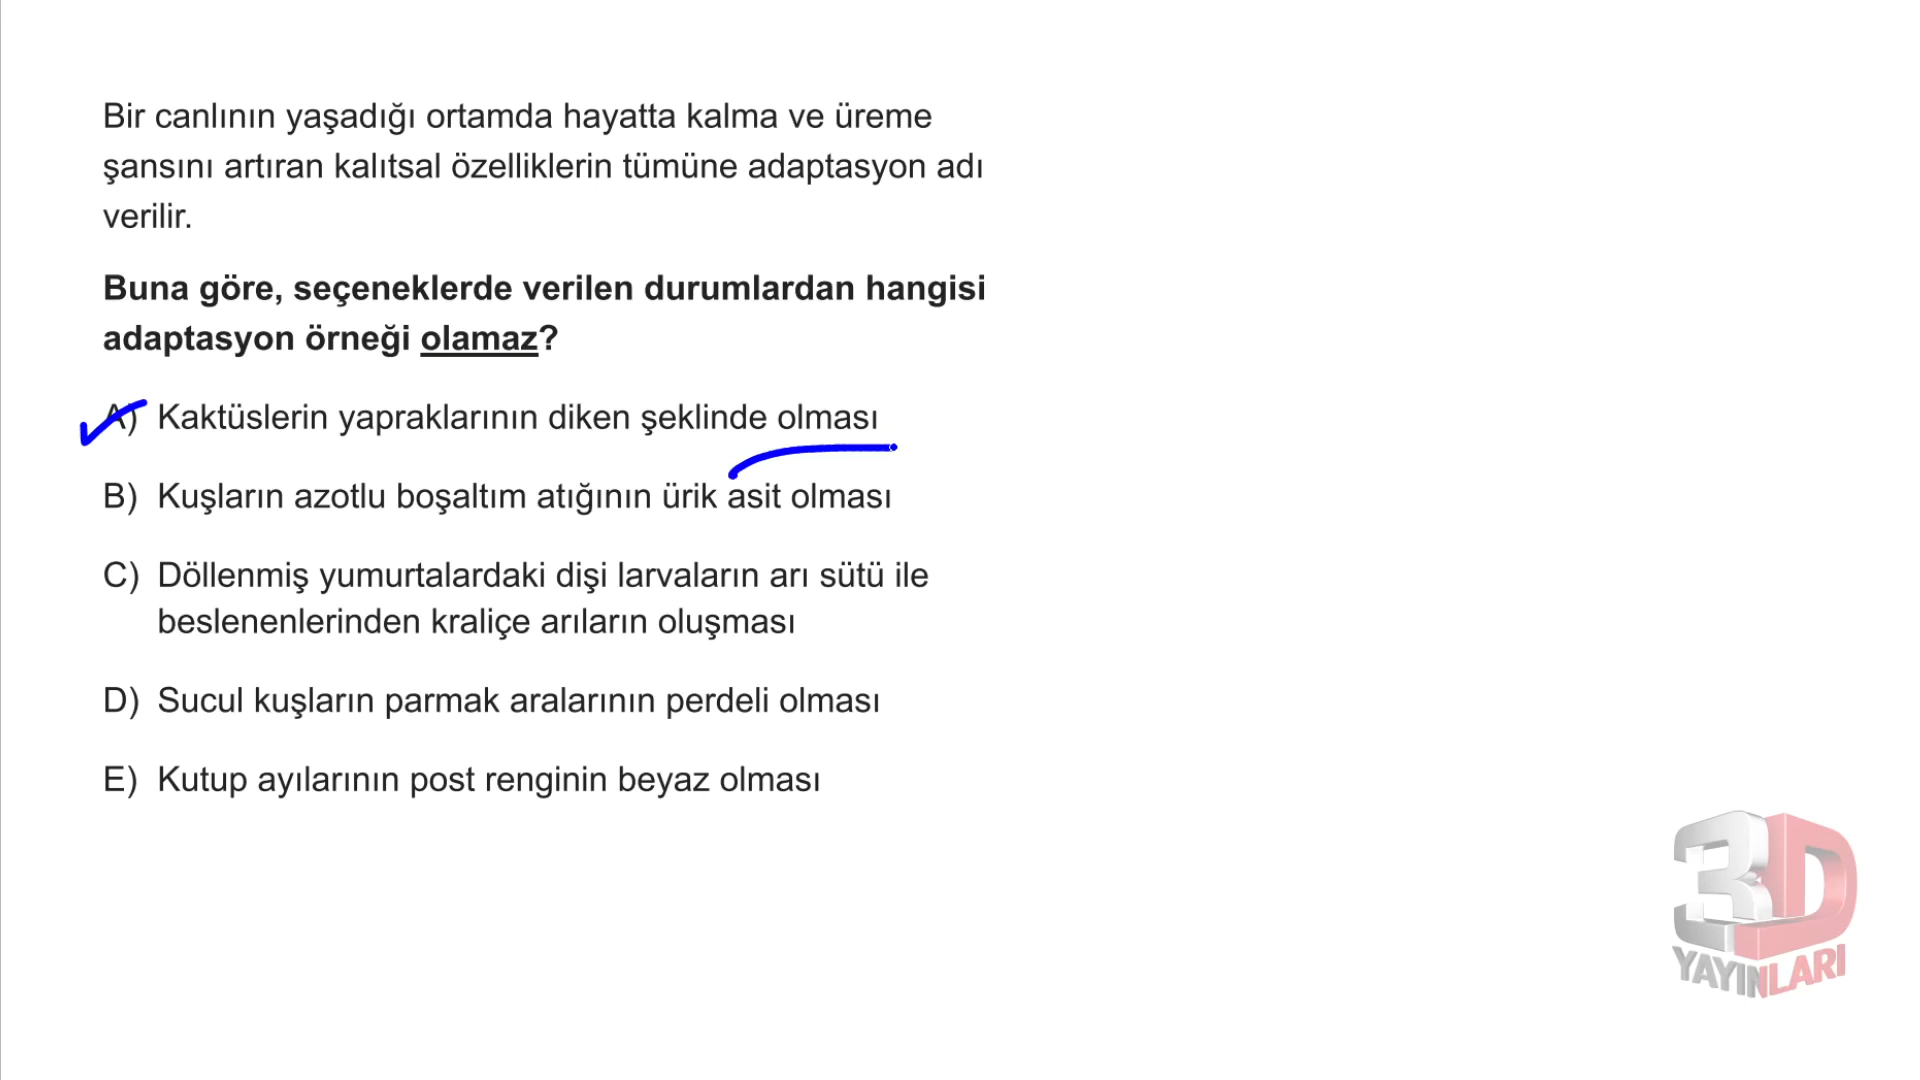 Bir canlının yaşadığı ortamda hayatta kalma ve üreme
şansını artıran kalıtsal özelliklerin tümüne adaptasyon adı
verilir.
Buna göre, seçeneklerde verilen durumlardan hangisi
adaptasyon örneği olamaz?
A) Kaktüslerin yapraklarının diken şeklinde olması
B) Kuşların azotlu boşaltım atığının ürik asit olması
C) Döllenmiş yumurtalardaki dişi larvaların arı sütü ile
beslenenlerinden kraliçe arıların oluşması
D) Sucul kuşların parmak aralarının perdeli olması
E) Kutup ayılarının post renginin beyaz olması
3D
YAYINLARI